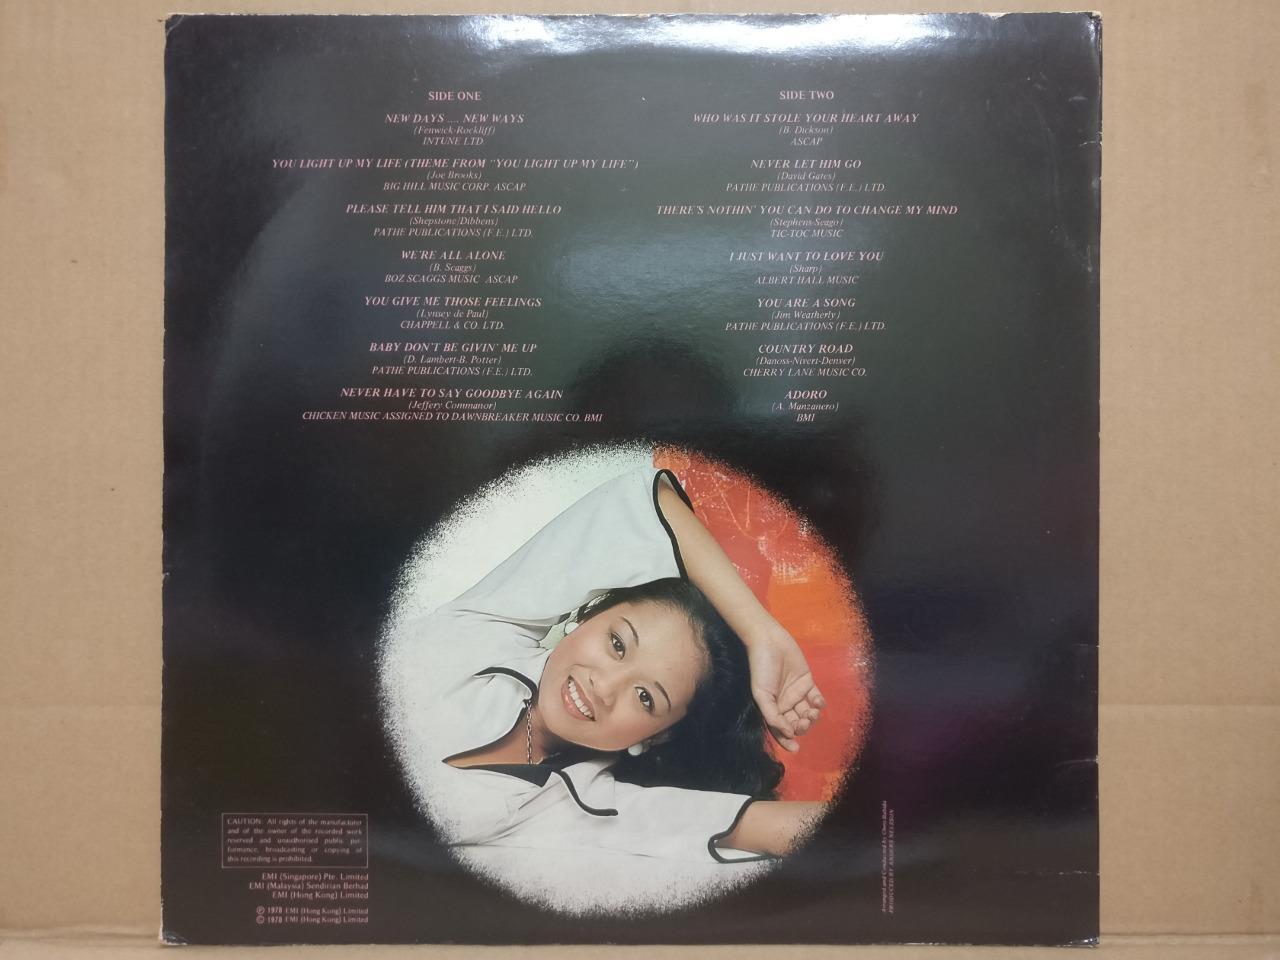 SIDE ONE
NEW DAYS .... NEW WAYS
(Fenwick-Rockliff)
INTUNE LTD.
YOU LIGHT UP MY LIFE (THEME FROM "YOU LIGHT UP MY LIFE")
(Joe Brooks)
BIG HILL MUSIC CORP. ASCAP
PLEASE TELL HIM THAT I SAID HELLO
(Shepstone/Dibbens)
PATHE PUBLICATIONS (F.E.) LTD.
WE'RE ALL ALONE
(B. Scaggs)
BOZ SCAGGS MUSIC ASCAP
YOU GIVE ME THOSE FEELINGS
(Lynsey de Paul)
CHAPPELL & CO. LTD.
BABY DON'T BE GIVIN' ME UP
(D. Lambert-B. Potter)
PATHE PUBLICATIONS (F.E.) LTD.
NEVER HAVE TO SAY GOODBYE AGAIN
(Jeffery Commanor)
CHICKEN MUSIC ASSIGNED TO DAWNBREAKER MUSIC CO. BMI
SIDE TWO
WHO WAS IT STOLE YOUR HEART AWAY
(B. Dickson)
ASCAP
NEVER LET HIM GO
(David Gates)
PATHE PUBLICATIONS (F.E.) LTD.
THERE'S NOTHIN' YOU CAN DO TO CHANGE MY MIND
(Stephens-Seago)
TIC-TOC MUSIC
I JUST WANT TO LOVE YOU
(Sharp)
ALBERT HALL MUSIC
YOU ARE A SONG
(Jim Weatherly)
PATHE PUBLICATIONS (F.E.) LTD.
COUNTRY ROAD
(Danoss-Nivert-Denver)
CHERRY LANE MUSIC CO.
ADORO
(A. Manzanero)
BMI
CAUTION: All rights of the manufacturer
and of the owner of the recorded work
reserved and unauthorised public per-
formance, broadcasting or copying of
this recording is prohibited.
EMI (Singapore) Pte. Limited
EMI (Malaysia) Sendirian Berhad
EMI (Hong Kong) Limited
℗ 1978 EMI (Hong Kong) Limited
© 1978 EMI (Hong Kong) Limited
Arranged and Conducted by Chris
PRODUCED BY ANDERS NELSSON